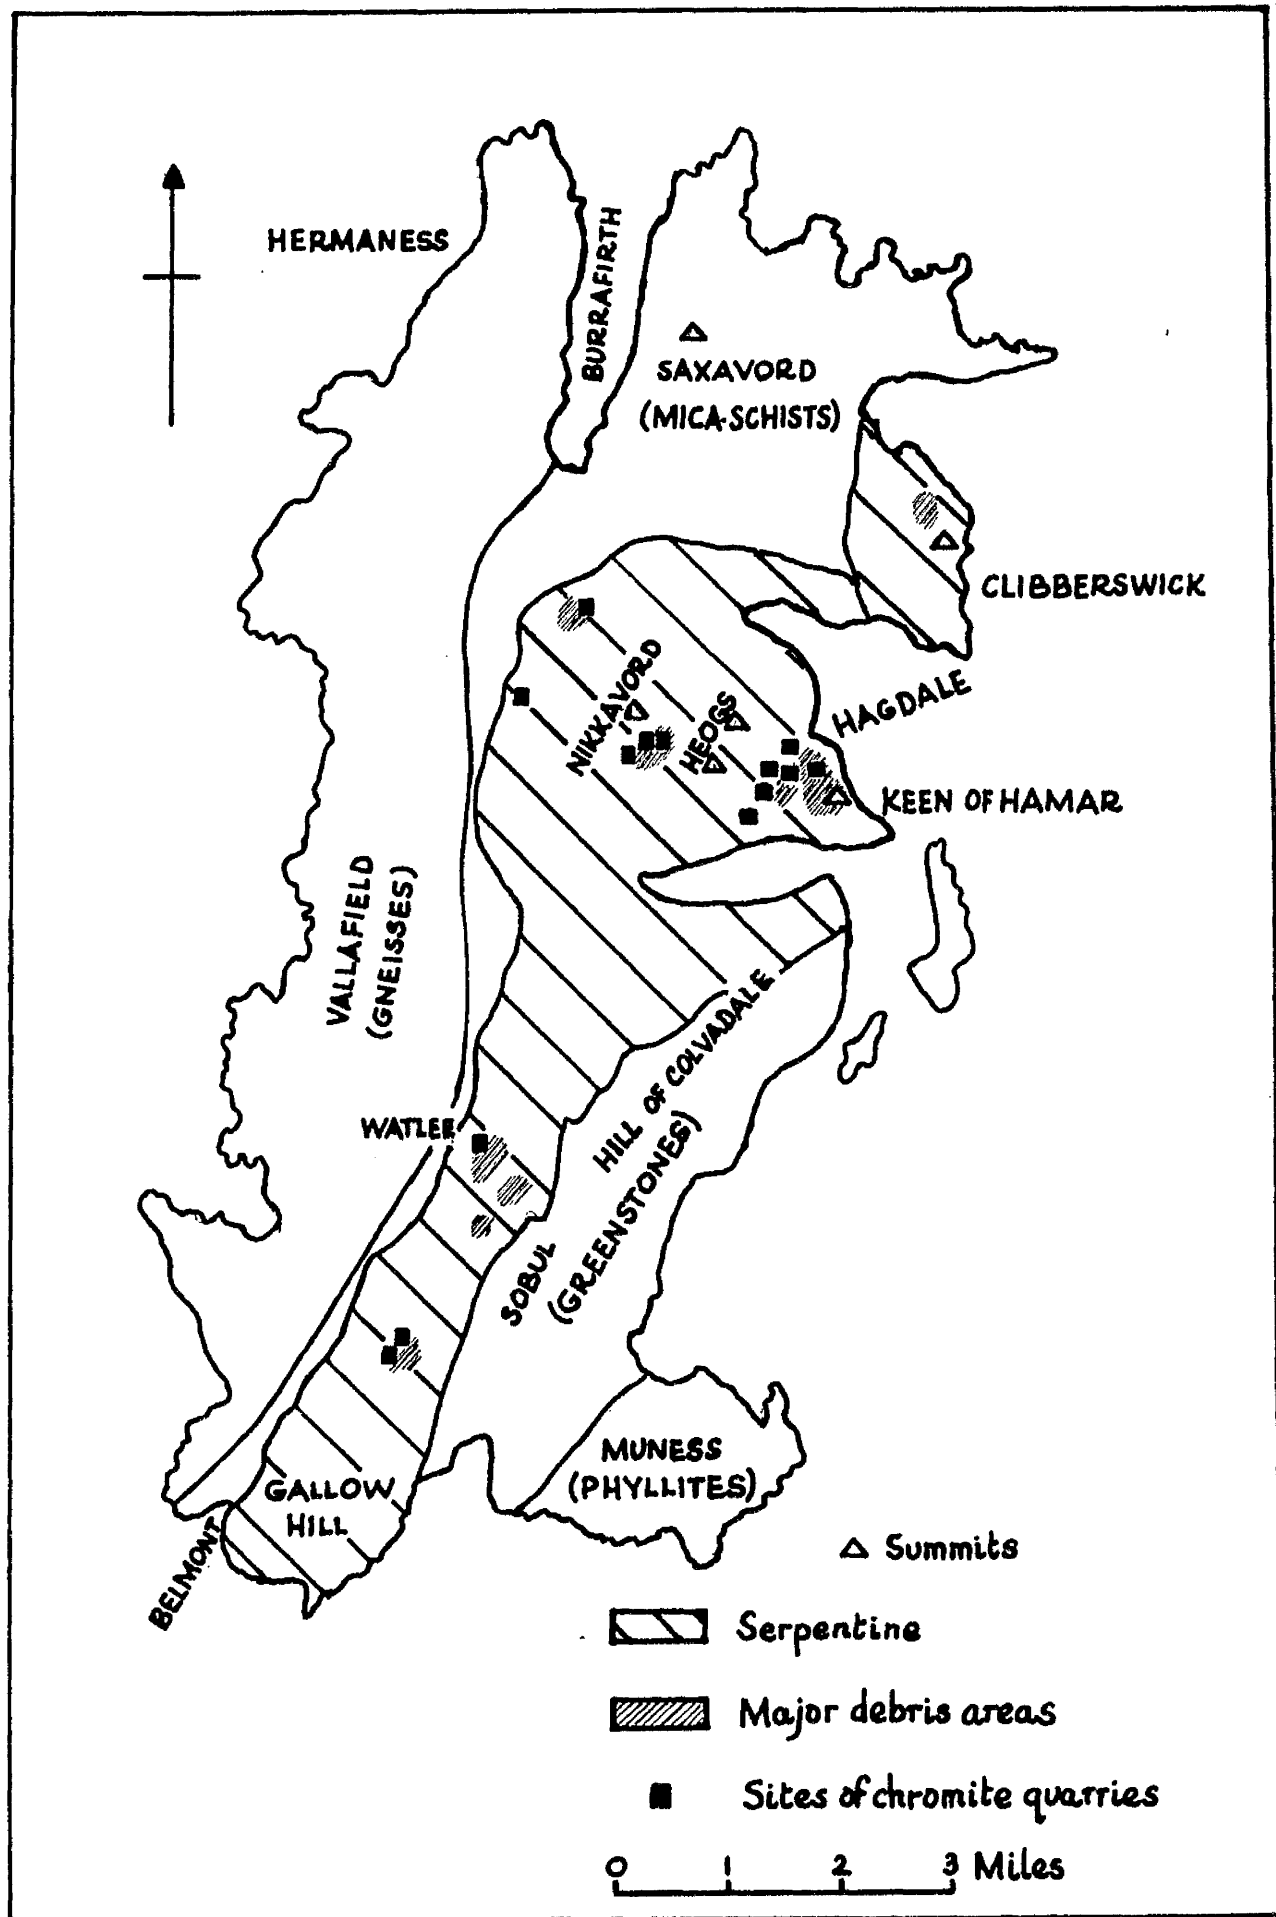 HERMANESS
BURRAFIRTH
SAXAVORD
(MICA-SCHISTS)
CLIBBERSWICK
NIKKAVORD
HEOGS
HAGDALE
KEEN OF HAMAR
VALLAFIELD
(GNEISSES)
HILL OF COLVADALE
(GREENSTONES)
WATLEE
SOBUL
MUNESS
(PHYLLITES)
GALLOW
HILL
BELMONT
Summits
Serpentine
Major debris areas
Sites of chromite quarries
0 1 2 3 Miles